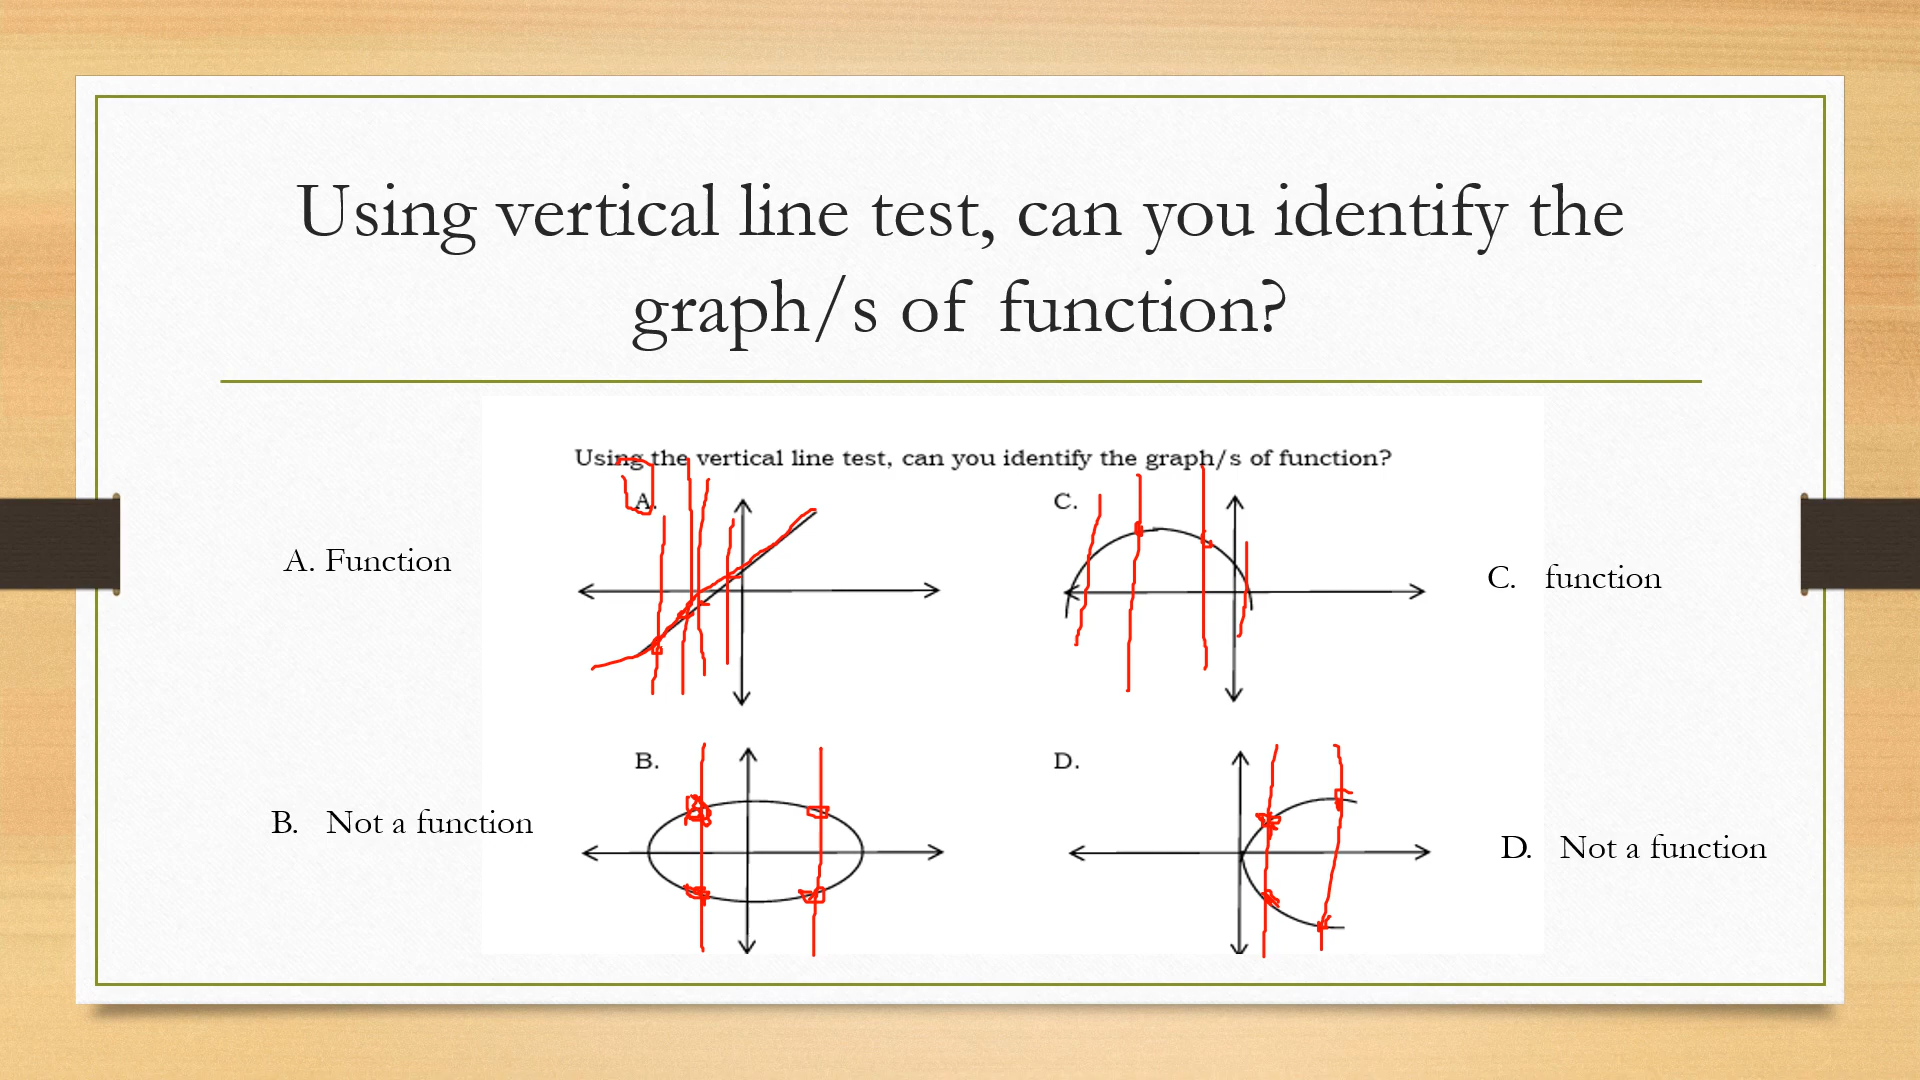 Using vertical line test, can you identify the
graph/s of function?
Using the vertical line test, can you identify the graph/s of function?
A.
C.
A. Function
C. function
B.
D.
B. Not a function
D. Not a function